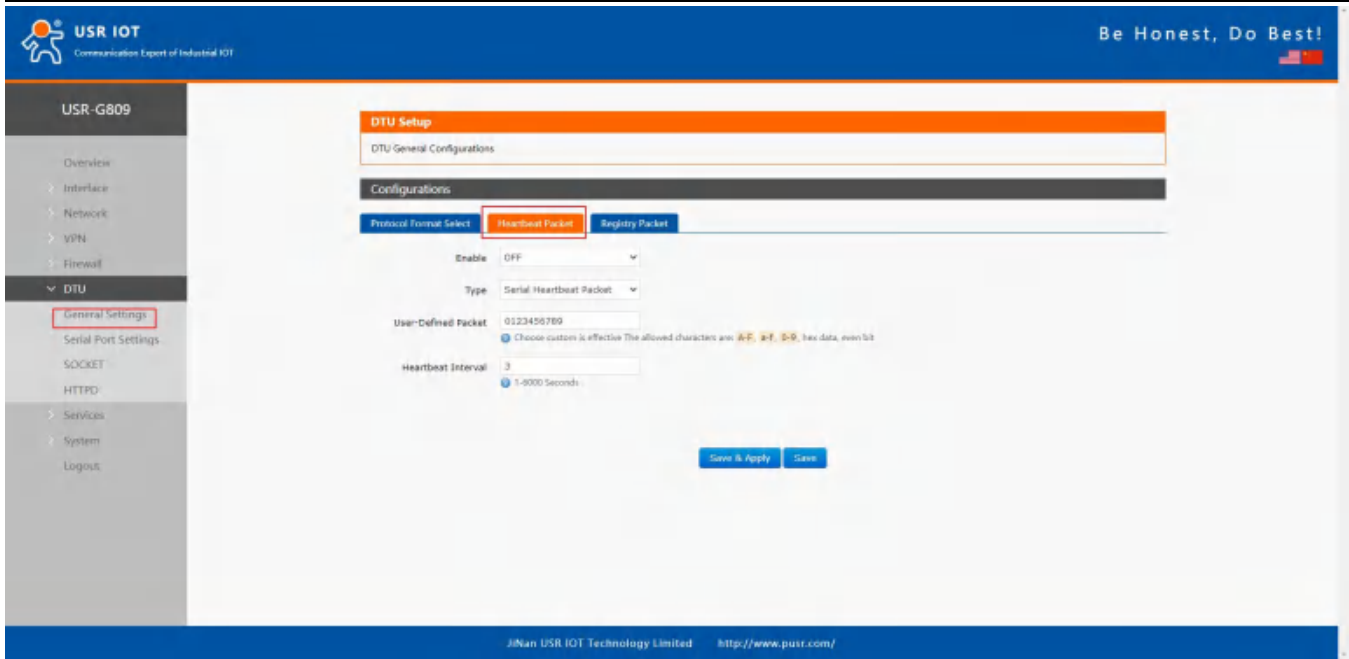 USR IOT
Communication Expert of Industrial IOT
Be Honest, Do Best!
USR-G809
Overview
Interface
Network
VPN
Firewall
DTU
General Settings
Serial Port Settings
SOCKET
HTTPD
Services
System
Logout
DTU Setup
DTU General Configurations
Configurations
Protocol Format Select Heartbeat Packet Registry Packet
Enable OFF
Type Serial Heartbeat Packet
User-Defined Packet 0123456789
Choose custom is effective The allowed characters are: A-F, a-f, 0-9, hex data, even bit
Heartbeat Interval 3
1-6000 Seconds
Save & Apply Save
JiNan USR IOT Technology Limited http://www.pusr.com/